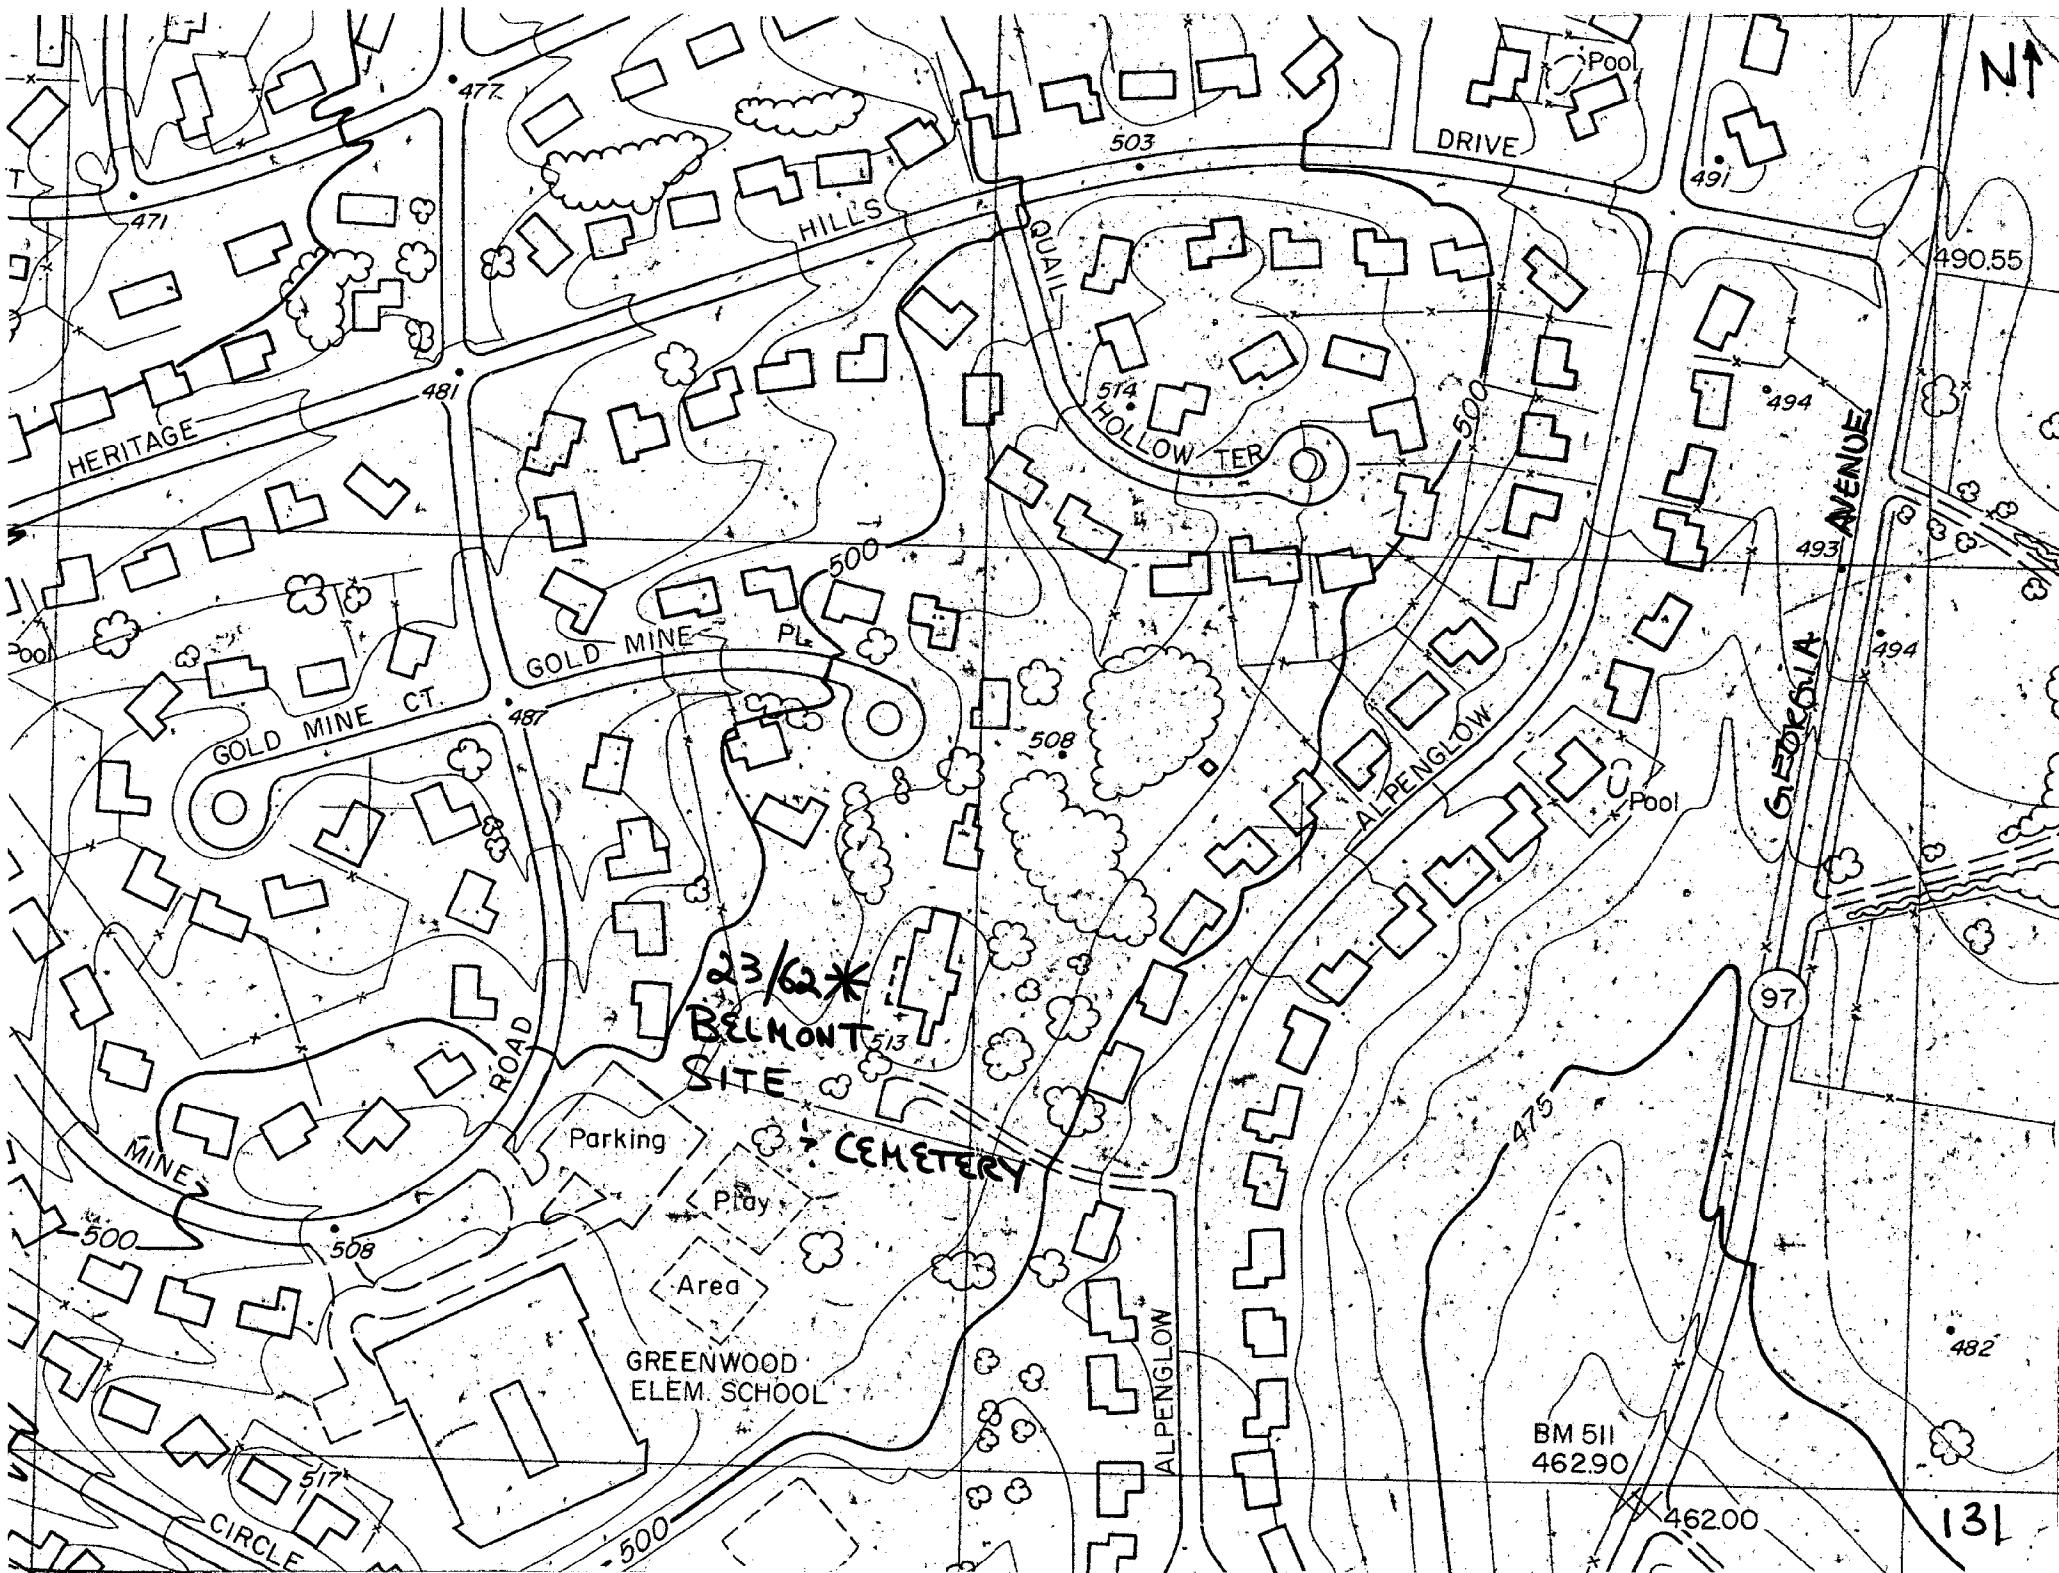 N
477
Pool
503
DRIVE
T
491
471
HILLS
QUAIL
490.55
481
514
500
494
HERITAGE
HOLLOW TER.
AVENUE
493
500
Pool
GOLD MINE PL.
494
GOLD MINE CT.
487
508
GEORGIA
ALPENGLOW
Pool
23/62*
BELMONT
SITE
513
97
ROAD
475
Parking
CEMETERY
MINE
Play
500
508
Area
GREENWOOD
ELEM. SCHOOL
ALPENGLOW
482
BM 511
462.90
517
462.00
131
CIRCLE
500